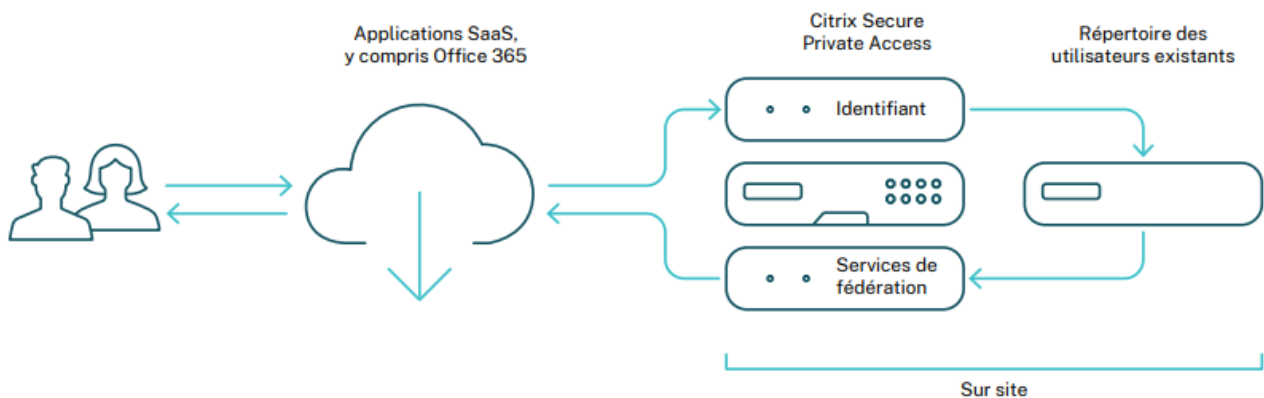 Applications SaaS,
y compris Office 365
Citrix Secure
Private Access
Répertoire des
utilisateurs existants
Identifiant
Services de
fédération
Sur site